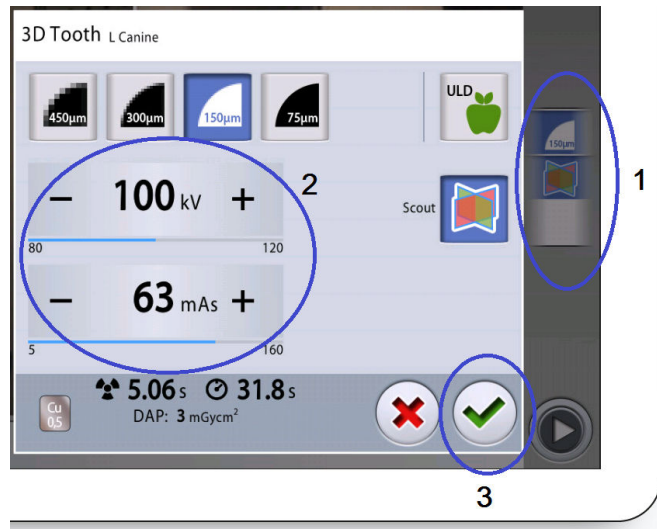 3D Tooth L Canine
450µm 300µm 150µm 75µm ULD
150µm
1
− 100 kV + 2
Scout
80 120
− 63 mAs +
5 160
3
5.06 s 31.8 s
Cu
0,5
DAP: 3 mGycm²